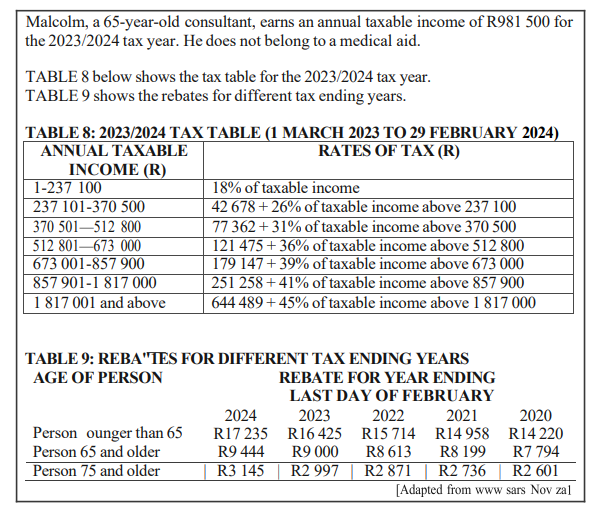 Malcolm, a 65-year-old consultant, earns an annual taxable income of R981 500 for
the 2023/2024 tax year. He does not belong to a medical aid.
TABLE 8 below shows the tax table for the 2023/2024 tax year.
TABLE 9 shows the rebates for different tax ending years.
TABLE 8: 2023/2024 TAX TABLE (1 MARCH 2023 TO 29 FEBRUARY 2024)
ANNUAL TAXABLE INCOME (R) RATES OF TAX (R)
1-237 100 18% of taxable income
237 101-370 500 42 678 + 26% of taxable income above 237 100
370 501—512 800 77 362 + 31% of taxable income above 370 500
512 801—673 000 121 475 + 36% of taxable income above 512 800
673 001-857 900 179 147 + 39% of taxable income above 673 000
857 901-1 817 000 251 258 + 41% of taxable income above 857 900
1 817 001 and above 644 489 + 45% of taxable income above 1 817 000
TABLE 9: REBA"IES FOR DIFFERENT TAX ENDING YEARS
AGE OF PERSON REBATE FOR YEAR ENDING
LAST DAY OF FEBRUARY
2024 2023 2022 2021 2020
Person ounger than 65 R17 235 R16 425 R15 714 R14 958 R14 220
Person 65 and older R9 444 R9 000 R8 613 R8 199 R7 794
Person 75 and older R3 145 R2 997 R2 871 R2 736 R2 601
[Adapted from www sars Nov za1